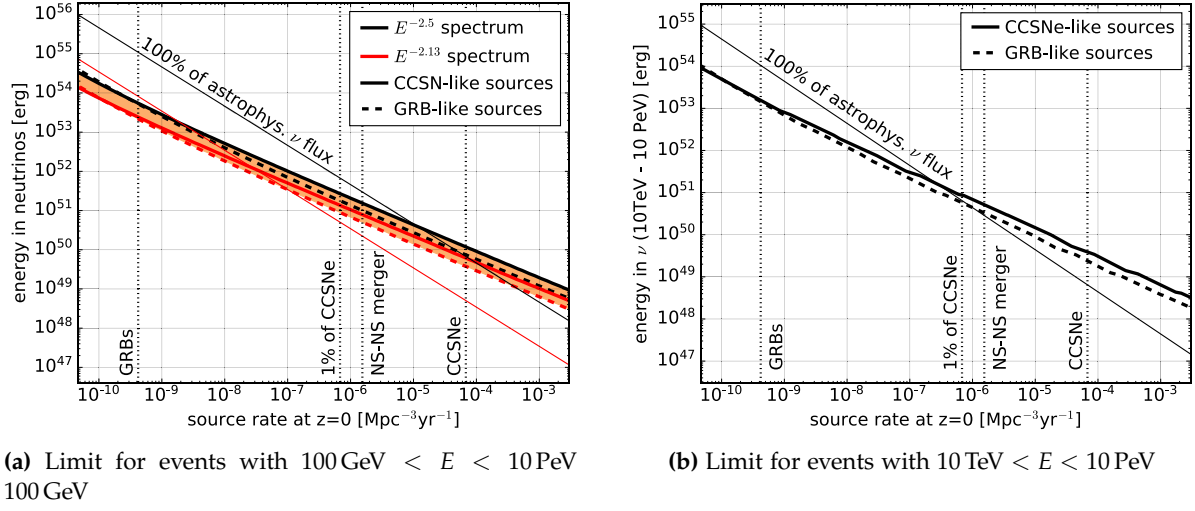 10^56
10^55
10^54
10^53
10^52
10^51
10^50
10^49
10^48
10^47
energy in neutrinos [erg]
100% of astrophys. ν flux
E^−2.5 spectrum
E^−2.13 spectrum
CCSN-like sources
GRB-like sources
GRBs
1% of CCSNe
NS-NS merger
CCSNe
10^−10 10^−9 10^−8 10^−7 10^−6 10^−5 10^−4 10^−3
source rate at z=0 [Mpc^−3yr^−1]
(a) Limit for events with 100 GeV < E < 10 PeV
100 GeV
10^55
10^54
10^53
10^52
10^51
10^50
10^49
10^48
10^47
energy in ν (10TeV - 10 PeV) [erg]
100% of astrophys. ν flux
CCSNe-like sources
GRB-like sources
GRBs
1% of CCSNe
NS-NS merger
CCSNe
10^−10 10^−9 10^−8 10^−7 10^−6 10^−5 10^−4 10^−3
source rate at z=0 [Mpc^−3yr^−1]
(b) Limit for events with 10 TeV < E < 10 PeV